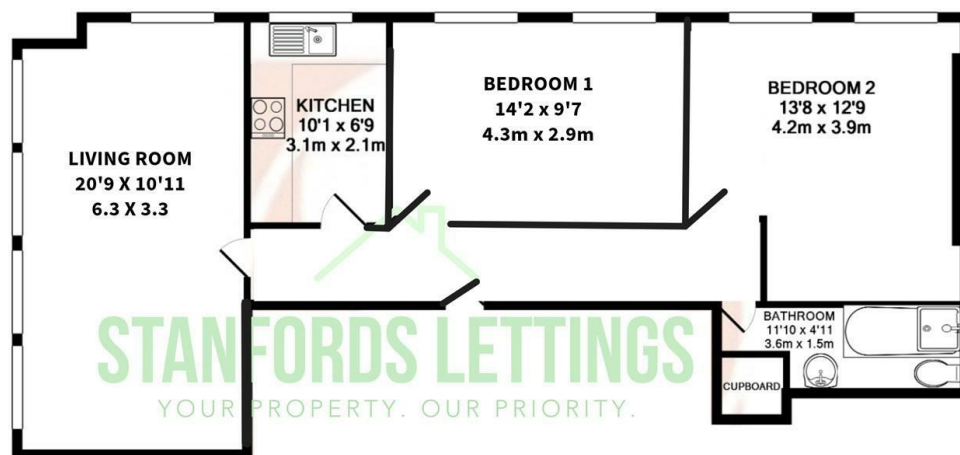 LIVING ROOM
20'9 X 10'11
6.3 X 3.3
KITCHEN
10'1 x 6'9
3.1m x 2.1m
BEDROOM 1
14'2 x 9'7
4.3m x 2.9m
BEDROOM 2
13'8 x 12'9
4.2m x 3.9m
BATHROOM
11'10 x 4'11
3.6m x 1.5m
CUPBOARD
STANFORDS LETTINGS
YOUR PROPERTY. OUR PRIORITY.